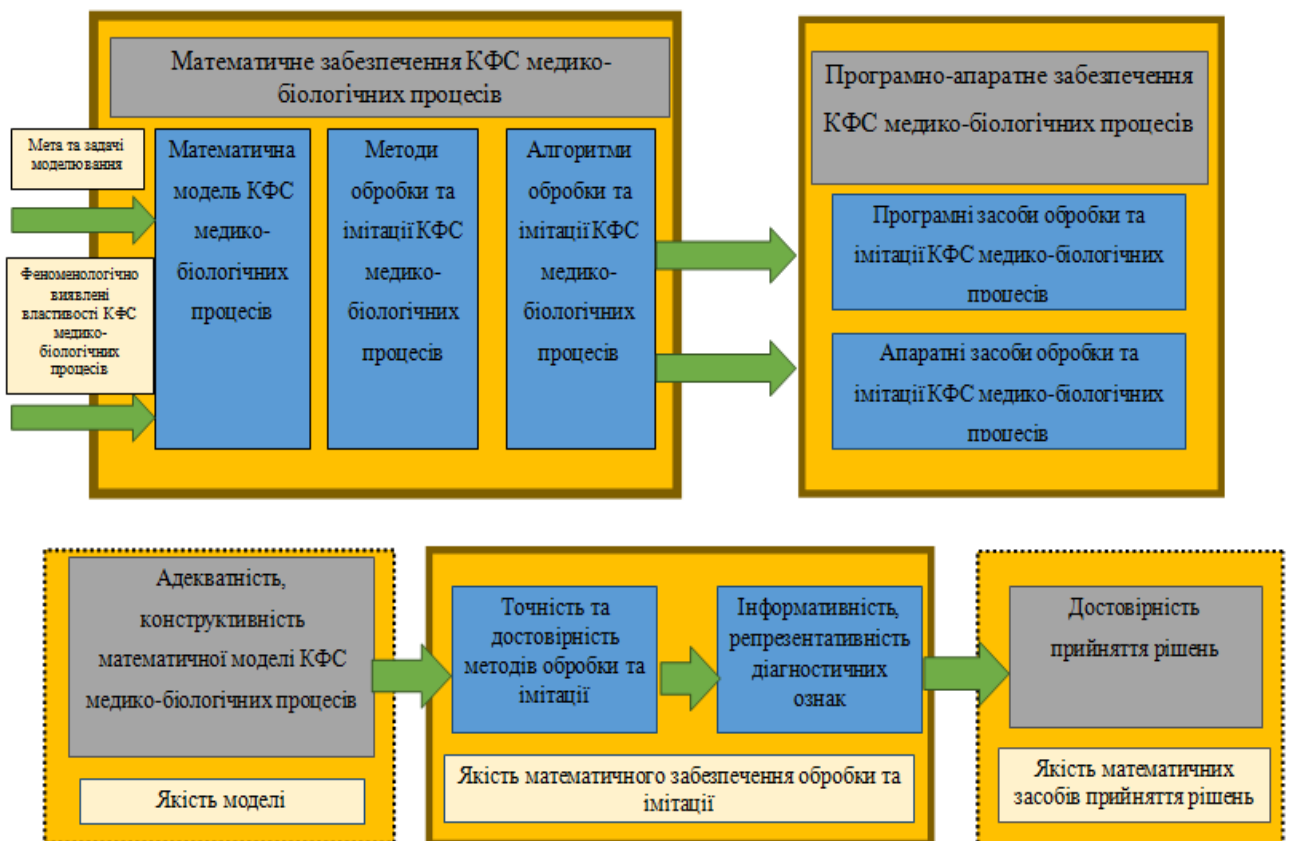 Математичне забезпечення КФС медико-
біологічних процесів
Мета та задачі
моделювання
Феноменологічно
виявлені
властивості КФС
медико-
біологічних
процесів
Математична
модель КФС
медико-
біологічних
процесів
Методи
обробки та
імітації КФС
медико-
біологічних
процесів
Алгоритми
обробки та
імітації КФС
медико-
біологічних
процесів
Програмно-апаратне забезпечення
КФС медико-біологічних процесів
Програмні засоби обробки та
імітації КФС медико-біологічних
процесів
Апаратні засоби обробки та
імітації КФС медико-біологічних
процесів
Адекватність,
конструктивність
математичної моделі КФС
медико-біологічних процесів
Якість моделі
Точність та
достовірність
методів обробки та
імітації
Інформативність,
репрезентативність
діагностичних
ознак
Якість математичного забезпечення обробки та
імітації
Достовірність
прийняття рішень
Якість математичних
засобів прийняття рішень